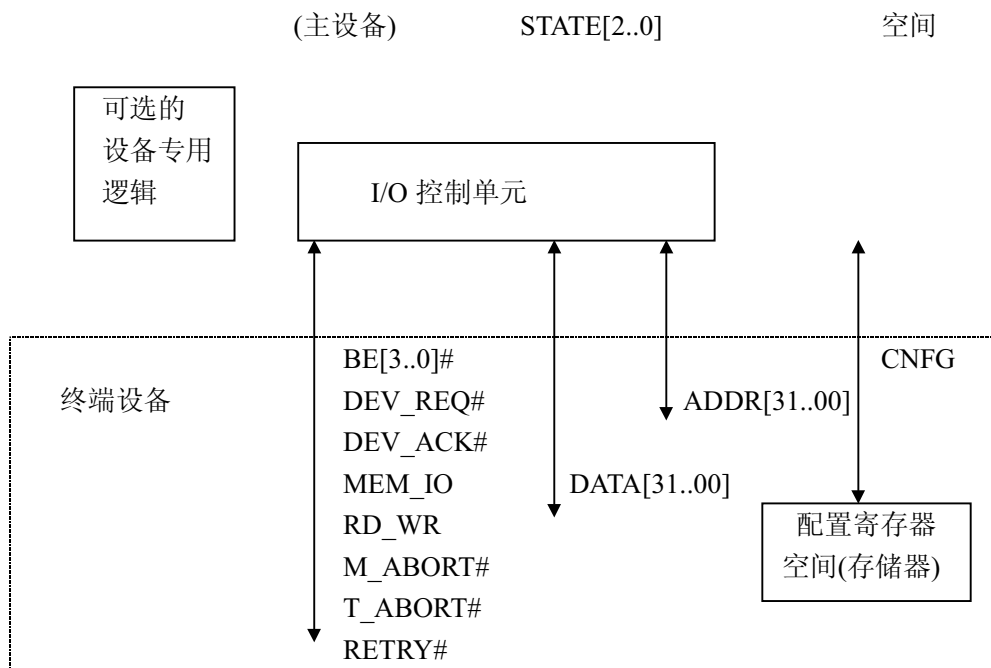 (主设备) STATE[2..0] 空间
可选的
设备专用
逻辑
I/O 控制单元
终端设备
BE[3..0]#
DEV_REQ#
DEV_ACK#
MEM_IO
RD_WR
M_ABORT#
T_ABORT#
RETRY#
DATA[31..00]
ADDR[31..00]
CNFG
配置寄存器
空间(存储器)